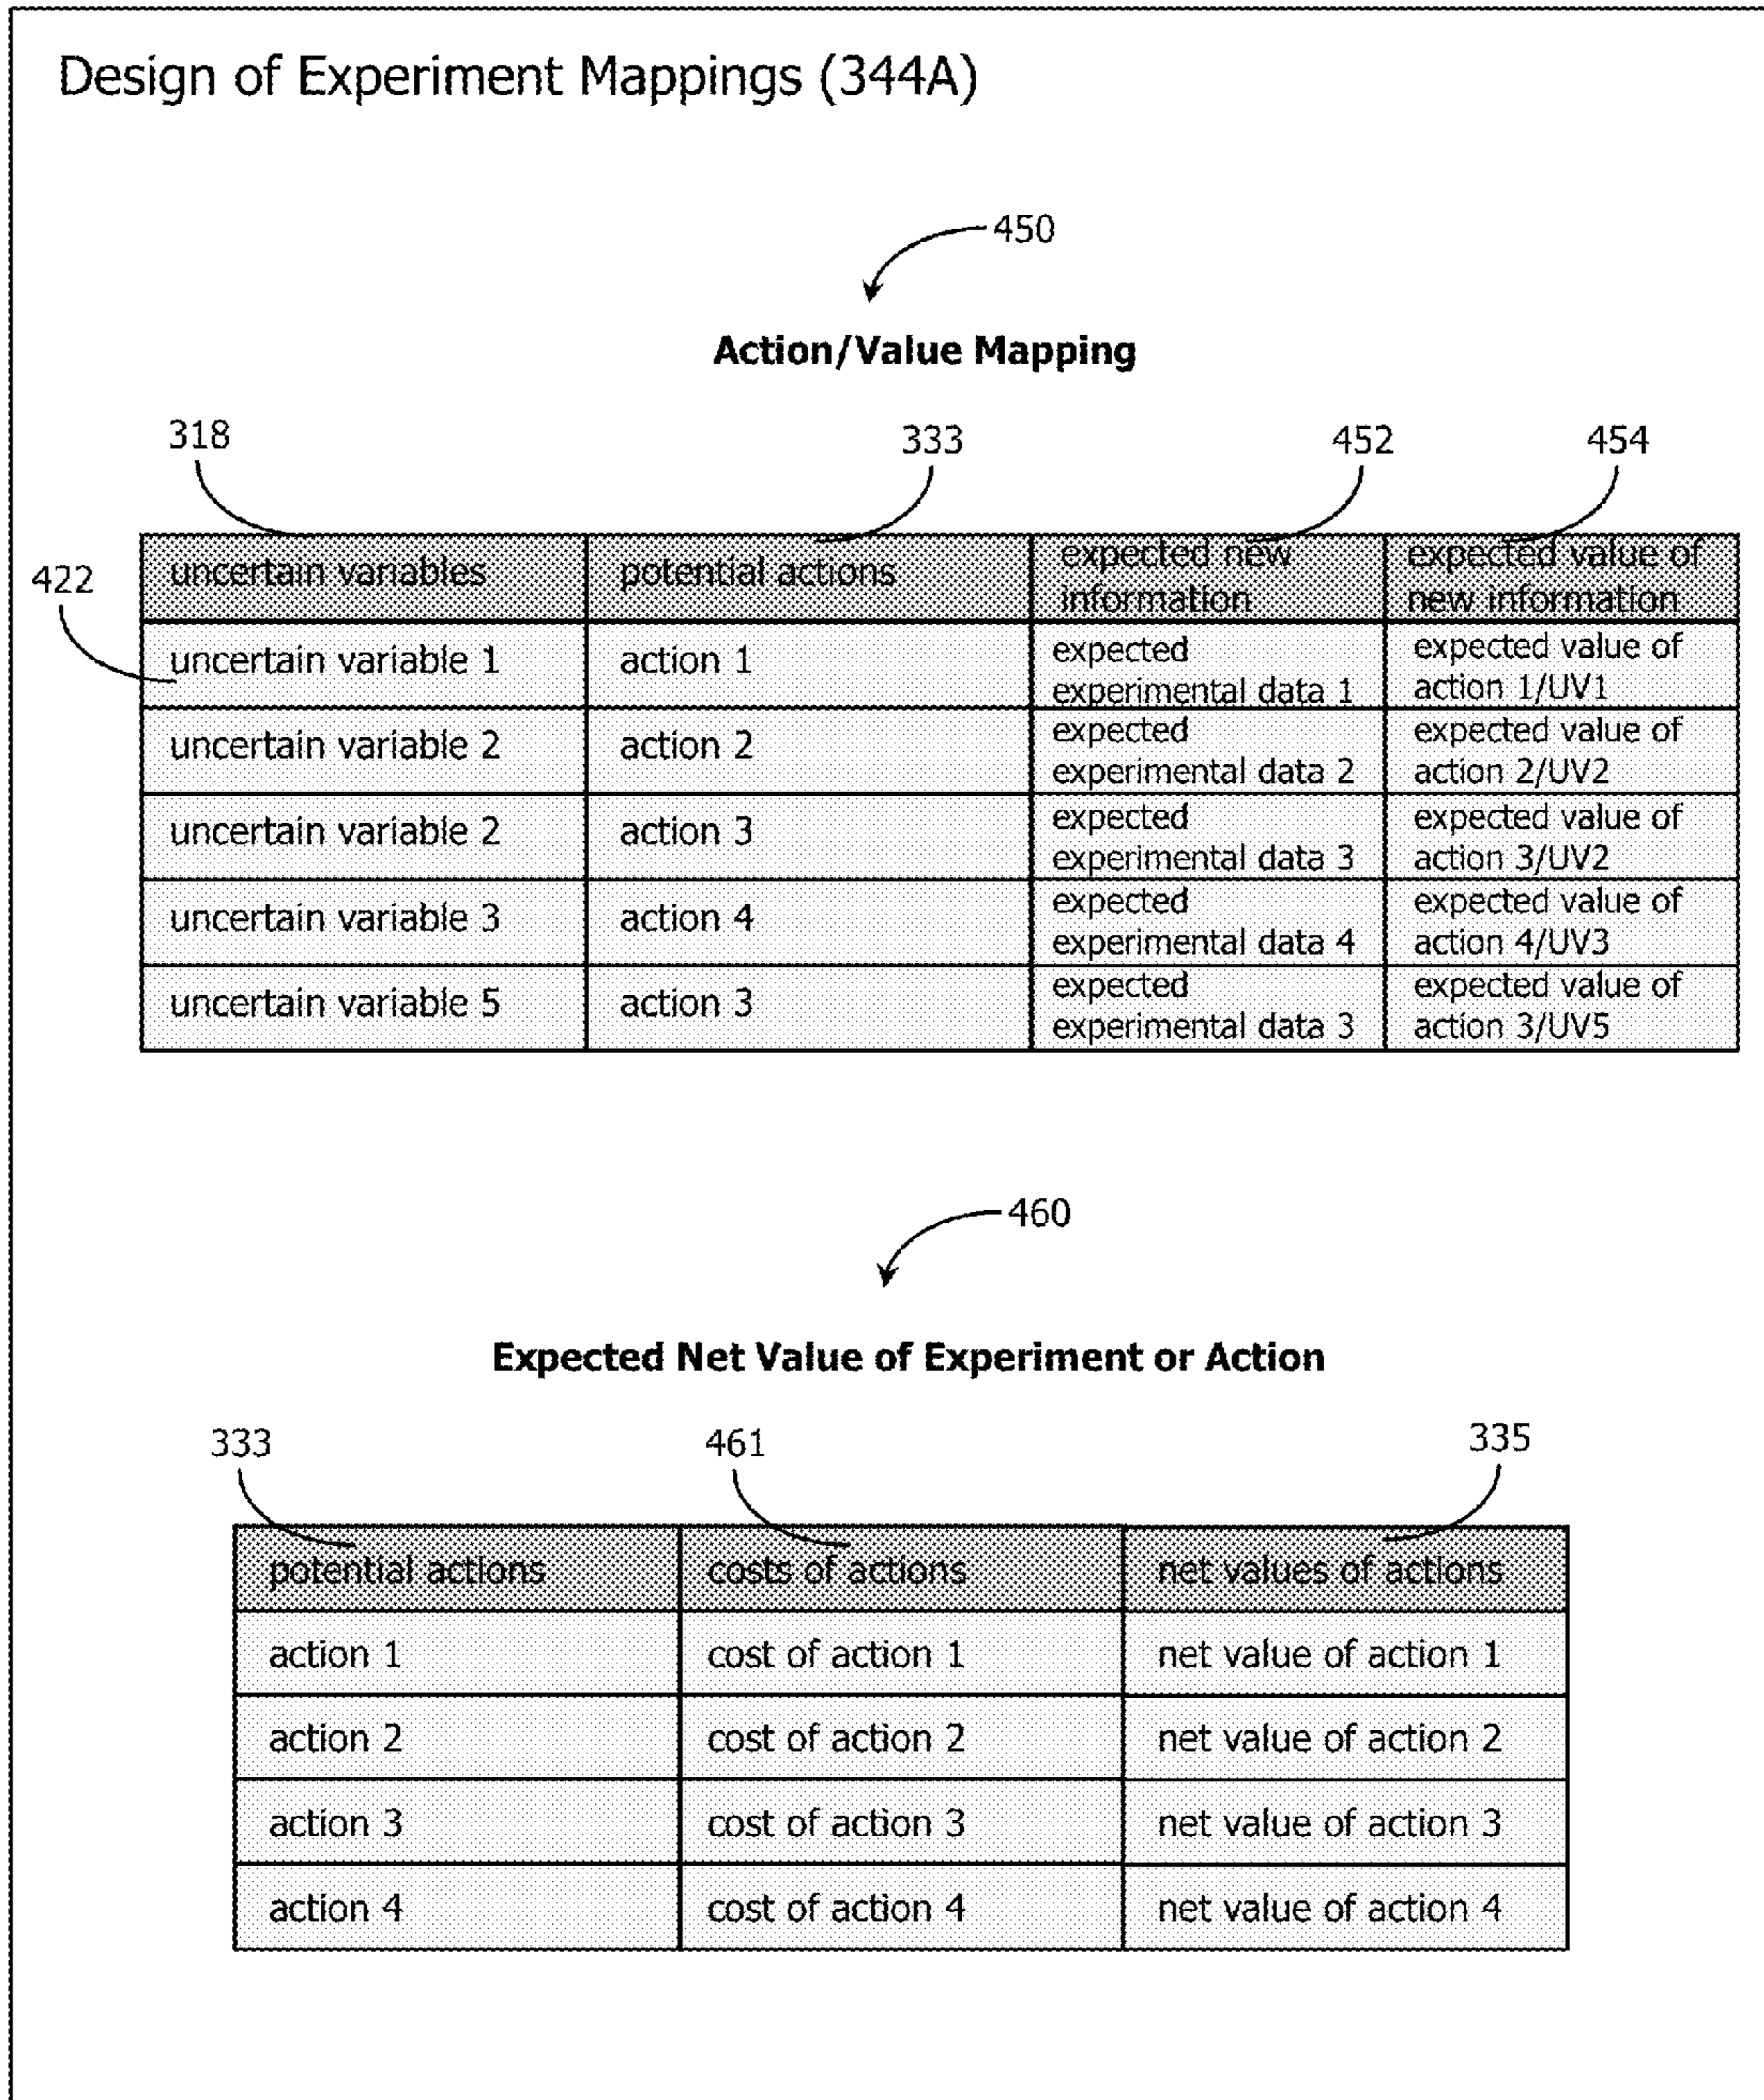 Design of Experiment Mappings (344A)
450
Action/Value Mapping
318
333
452
454
422
uncertain variables
potential actions
expected new
information
expected value of
new information
uncertain variable 1
action 1
expected
experimental data 1
expected value of
action 1/UV1
uncertain variable 2
action 2
expected
experimental data 2
expected value of
action 2/UV2
uncertain variable 2
action 3
expected
experimental data 3
expected value of
action 3/UV2
uncertain variable 3
action 4
expected
experimental data 4
expected value of
action 4/UV3
uncertain variable 5
action 3
expected
experimental data 3
expected value of
action 3/UV5
460
Expected Net Value of Experiment or Action
333
461
335
potential actions
costs of actions
net values of actions
action 1
cost of action 1
net value of action 1
action 2
cost of action 2
net value of action 2
action 3
cost of action 3
net value of action 3
action 4
cost of action 4
net value of action 4